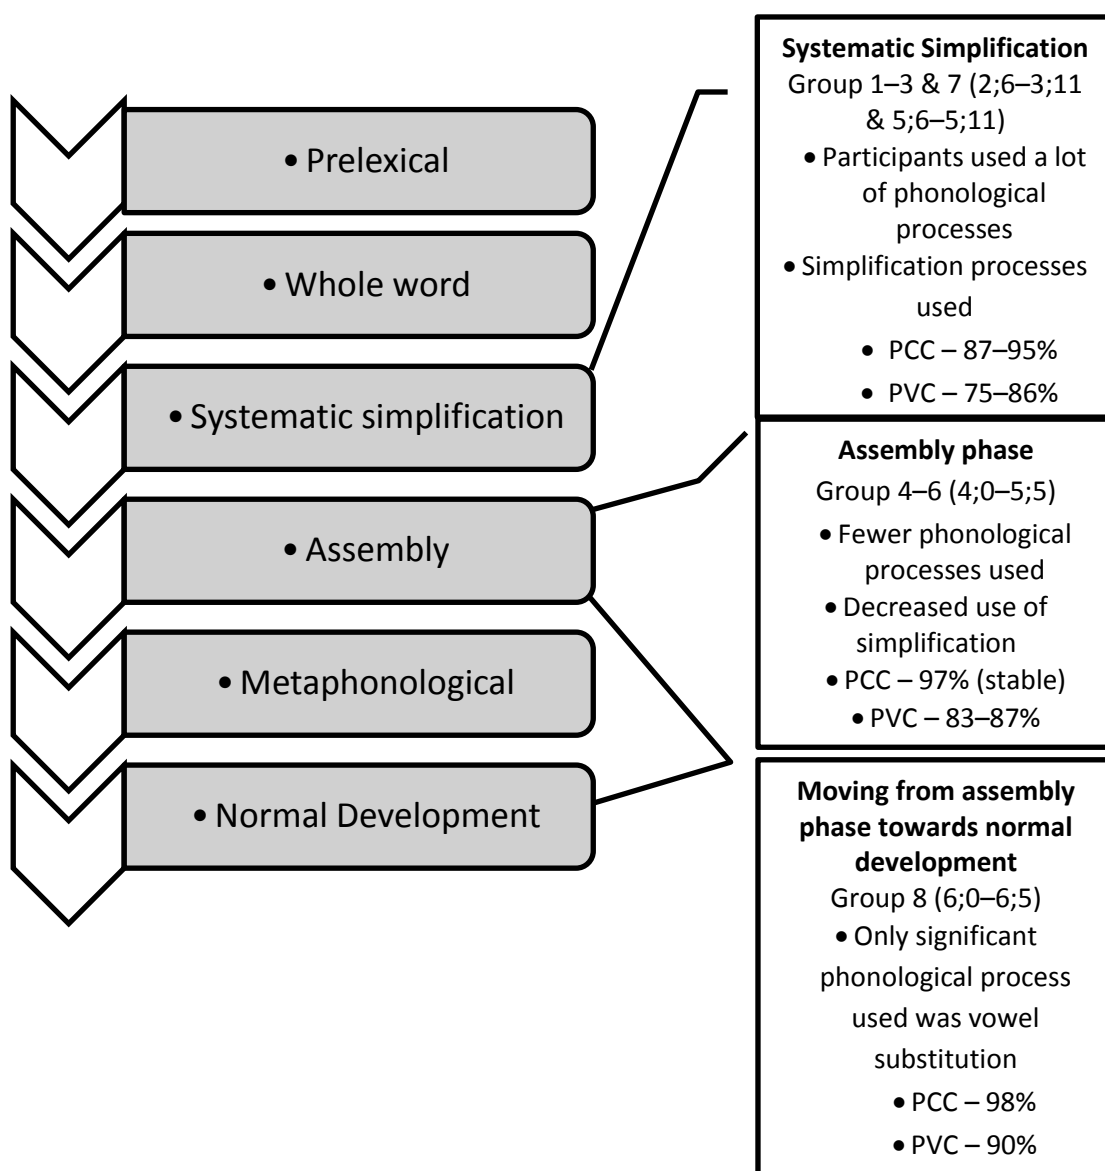 • Prelexical
• Whole word
• Systematic simplification
• Assembly
• Metaphonological
• Normal Development
Systematic Simplification
Group 1–3 & 7 (2;6–3;11
& 5;6–5;11)
• Participants used a lot
of phonological
processes
• Simplification processes
used
• PCC – 87–95%
• PVC – 75–86%
Assembly phase
Group 4–6 (4;0–5;5)
• Fewer phonological
processes used
• Decreased use of
simplification
• PCC – 97% (stable)
• PVC – 83–87%
Moving from assembly
phase towards normal
development
Group 8 (6;0–6;5)
• Only significant
phonological process
used was vowel
substitution
• PCC – 98%
• PVC – 90%